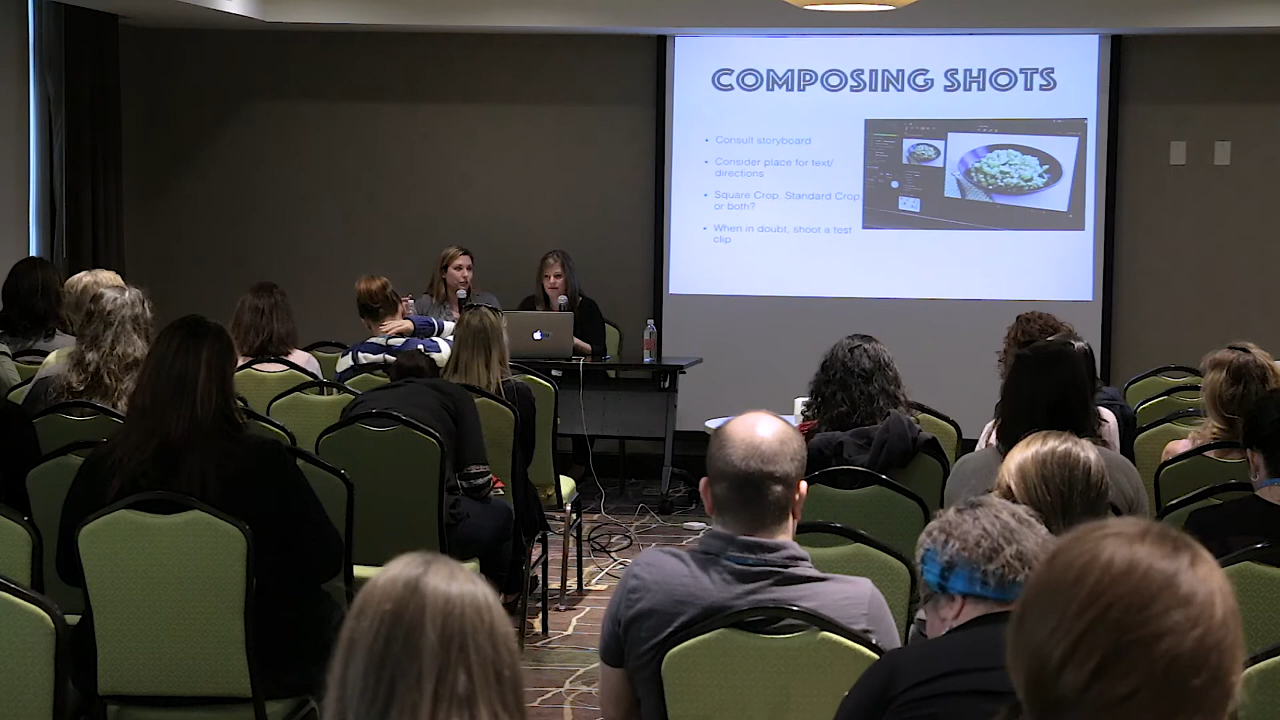 COMPOSING SHOTS
• Consult storyboard
• Consider place for text/
directions
• Square Crop, Standard Crop,
or both?
• When in doubt, shoot a test
clip